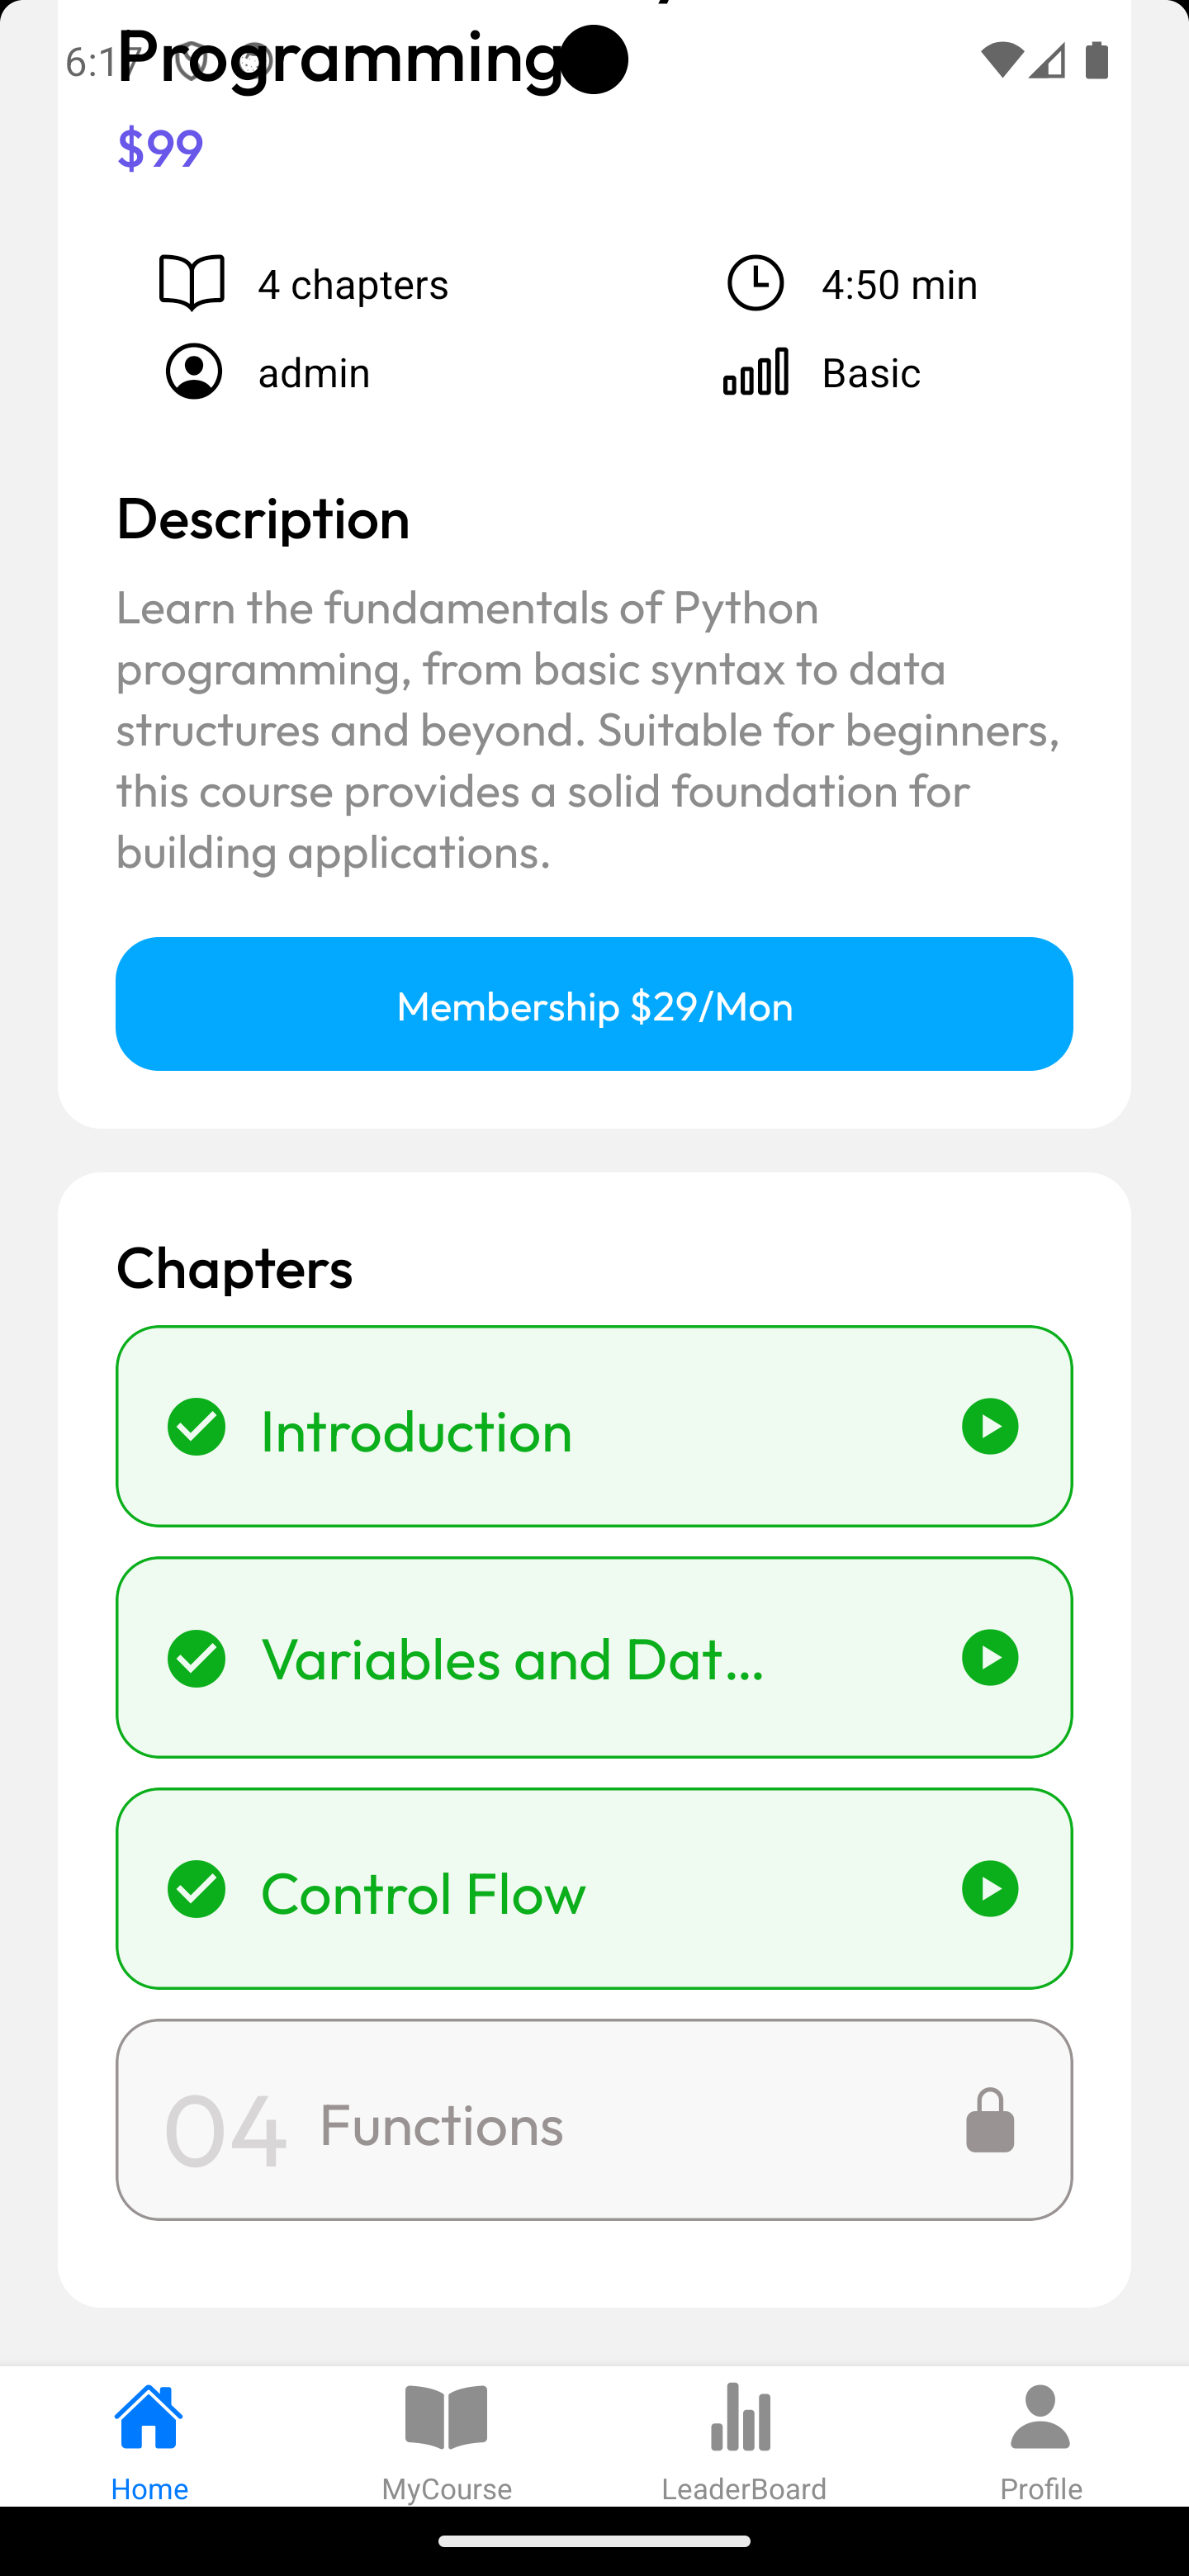 Programming
$99
4 chapters
4:50 min
admin
Basic
Description
Learn the fundamentals of Python
programming, from basic syntax to data
structures and beyond. Suitable for beginners,
this course provides a solid foundation for
building applications.
Membership $29/Mon
Chapters
Introduction
Variables and Dat...
Control Flow
04 Functions
Home
MyCourse
LeaderBoard
Profile